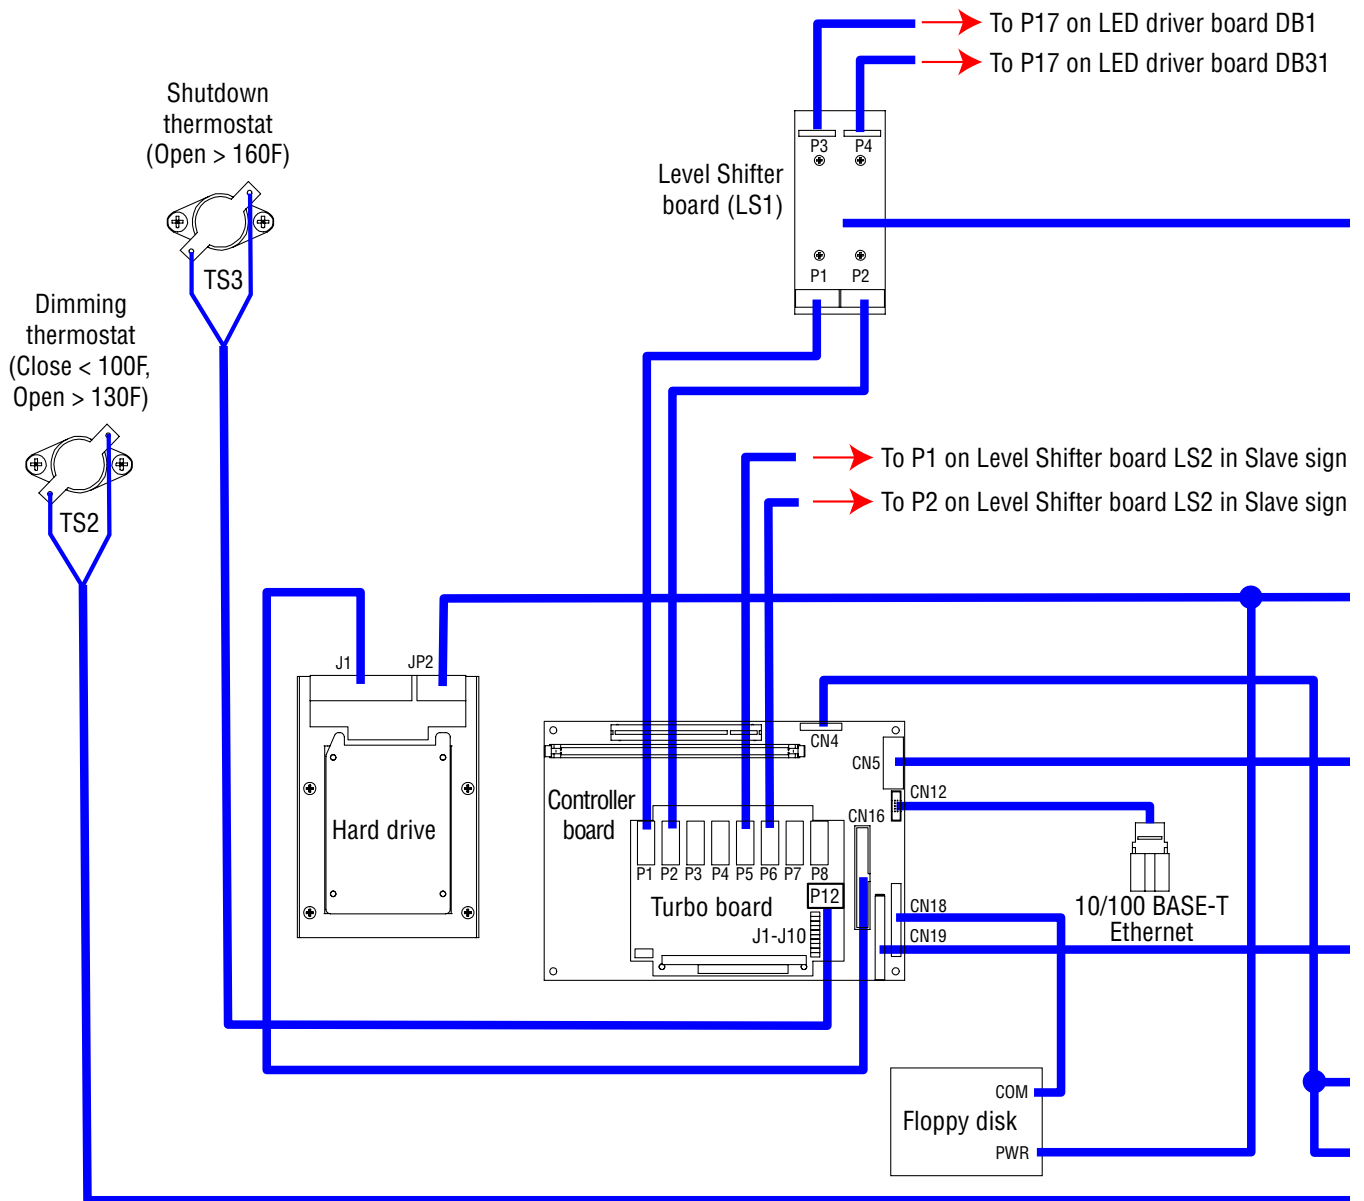 To P17 on LED driver board DB1
To P17 on LED driver board DB31
Shutdown
thermostat
(Open > 160F)
P3
P4
Level Shifter
board (LS1)
P1
P2
TS3
Dimming
thermostat
(Close < 100F,
Open > 130F)
To P1 on Level Shifter board LS2 in Slave sign
To P2 on Level Shifter board LS2 in Slave sign
TS2
J1
JP2
CN4
CN5
CN12
Controller
board
CN16
Hard drive
P1
P2
P3
P4
P5
P6
P7
P8
P12
Turbo board
J1-J10
CN18
CN19
10/100 BASE-T
Ethernet
COM
Floppy disk
PWR